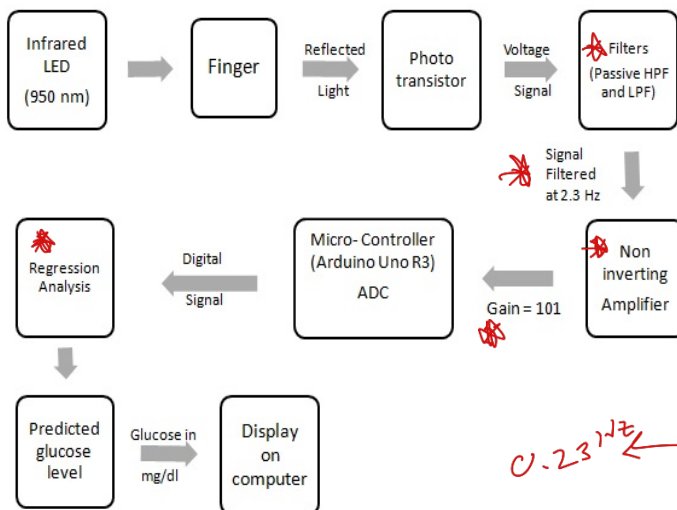 Infrared
LED
(950 nm)
Finger
Reflected
Light
Photo
transistor
Voltage
Signal
Filters
(Passive HPF
and LPF)
Signal
Filtered
at 2.3 Hz
Non
inverting
Amplifier
Gain = 101
Micro- Controller
(Arduino Uno R3)
ADC
Digital
Signal
Regression
Analysis
Predicted
glucose
level
Glucose in
mg/dl
Display
on
computer
0.23 HZ